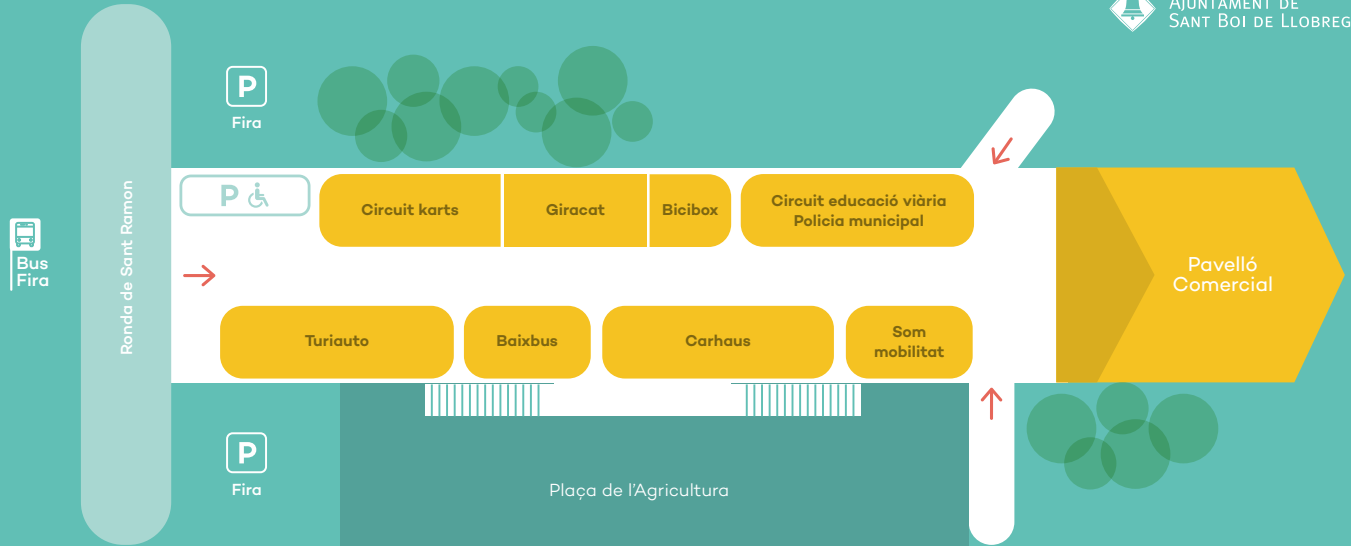 AJUNTAMENT DE
SANT BOI DE LLOBREG
P
Fira
P
Circuit karts
Giracat
Bicibox
Circuit educació viària
Policia municipal
Ronda de Sant Ramon
Bus
Fira
Pavelló
Comercial
Turiauto
Baixbus
Carhaus
Som
mobilitat
P
Fira
Plaça de l'Agricultura